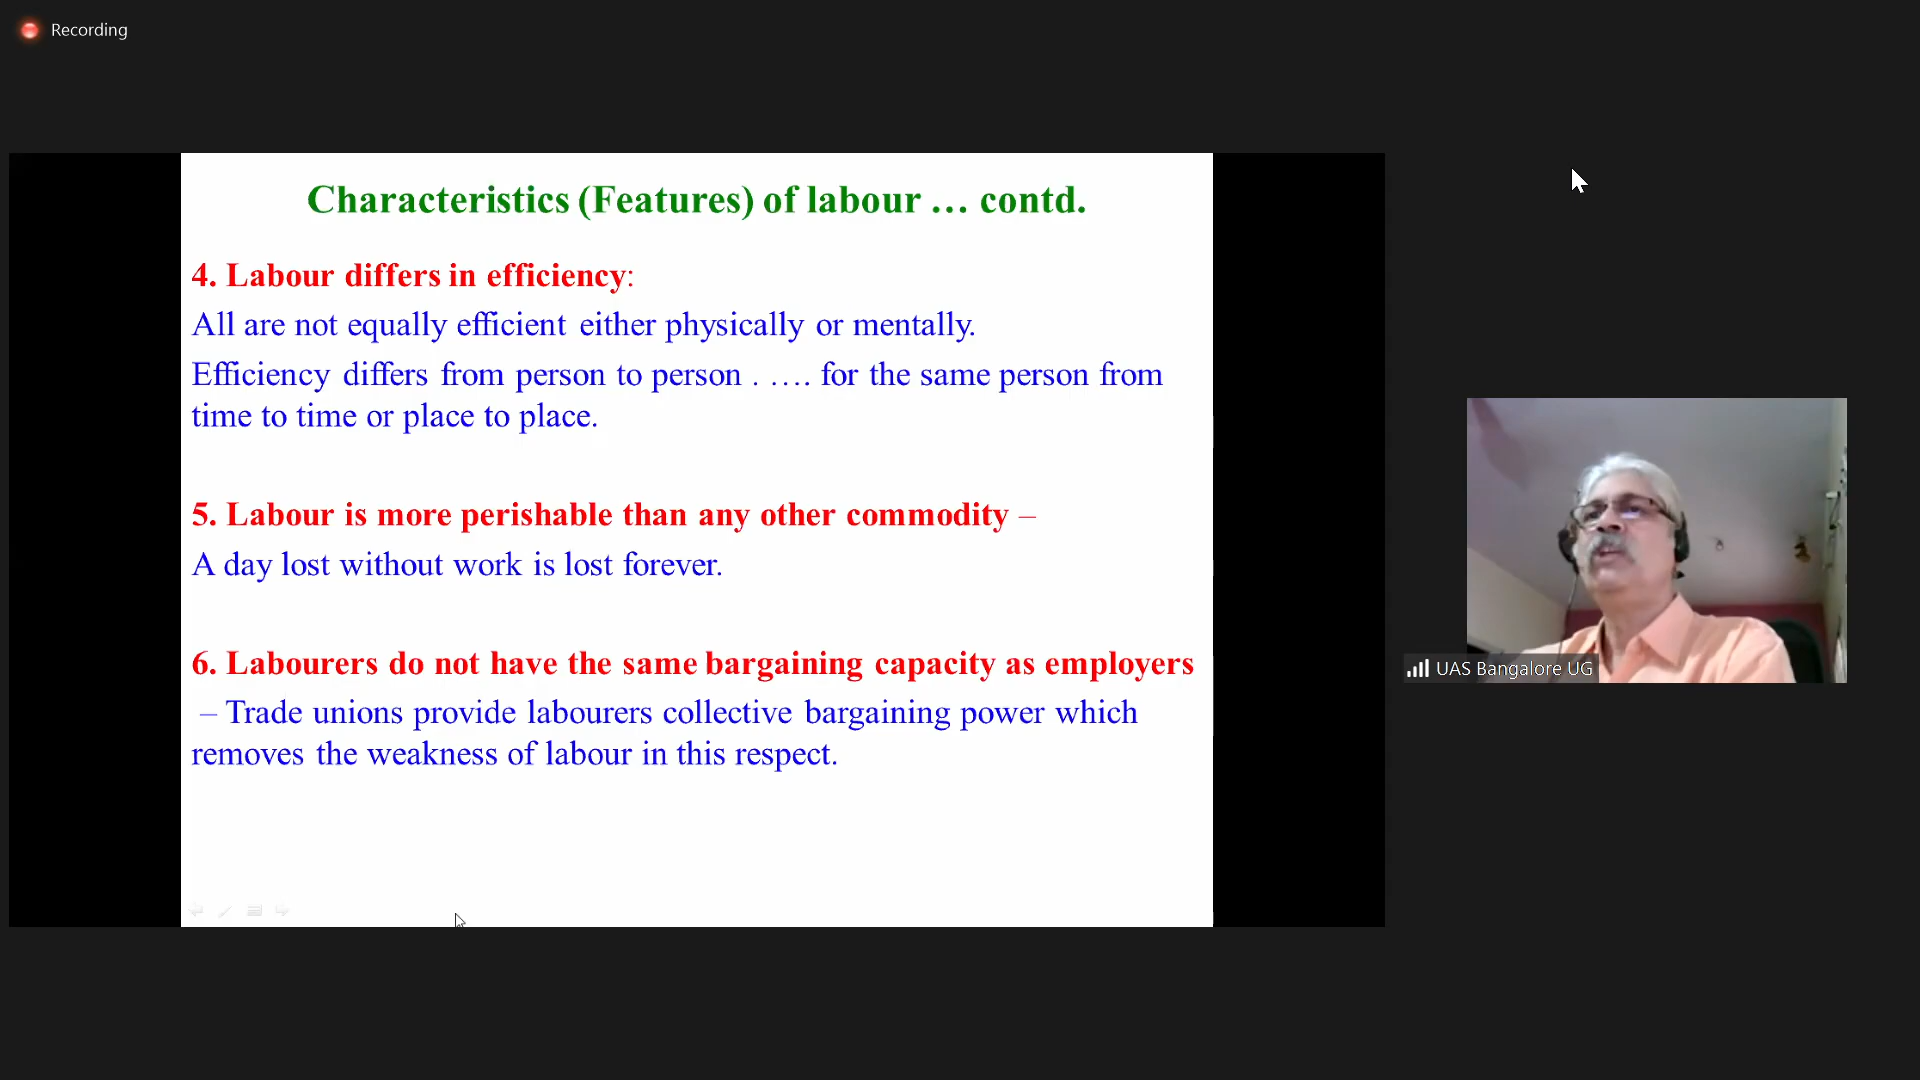 Recording
Characteristics (Features) of labour … contd.
4. Labour differs in efficiency:
All are not equally efficient either physically or mentally.
Efficiency differs from person to person . …. for the same person from
time to time or place to place.
5. Labour is more perishable than any other commodity –
A day lost without work is lost forever.
6. Labourers do not have the same bargaining capacity as employers
– Trade unions provide labourers collective bargaining power which
removes the weakness of labour in this respect.
UAS Bangalore UG